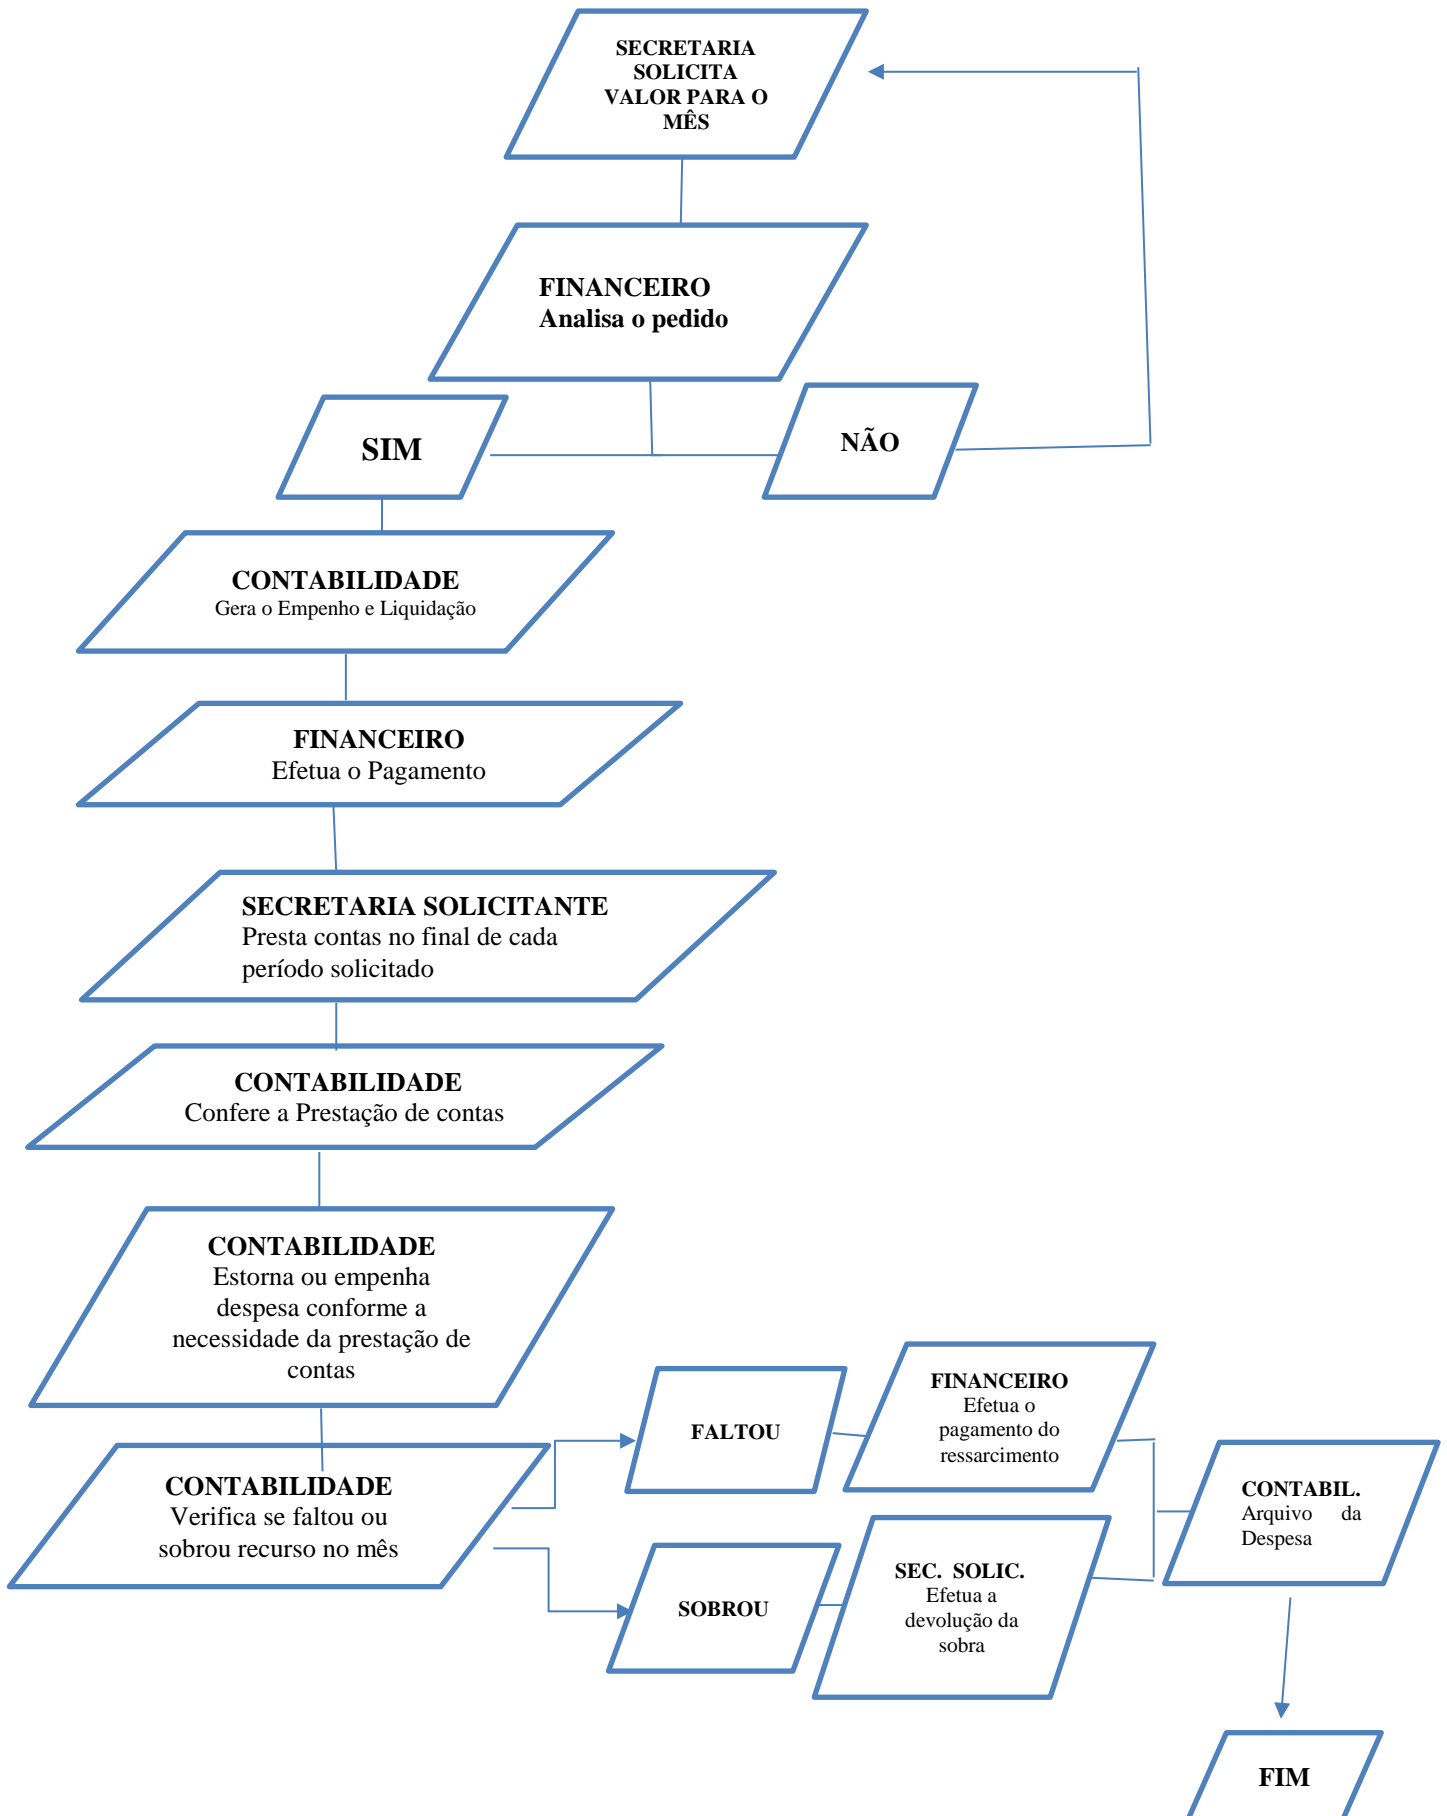 SECRETARIA
SOLICITA
VALOR PARA O
MÊS
FINANCEIRO
Analisa o pedido
SIM
NÃO
CONTABILIDADE
Gera o Empenho e Liquidação
FINANCEIRO
Efetua o Pagamento
SECRETARIA SOLICITANTE
Presta contas no final de cada
período solicitado
CONTABILIDADE
Confere a Prestação de contas
CONTABILIDADE
Estorna ou empenha
despesa conforme a
necessidade da prestação de
contas
CONTABILIDADE
Verifica se faltou ou
sobrou recurso no mês
FALTOU
FINANCEIRO
Efetua o
pagamento do
ressarcimento
SOBROU
SEC. SOLIC.
Efetua a
devolução da
sobra
CONTABIL.
Arquivo da
Despesa
FIM